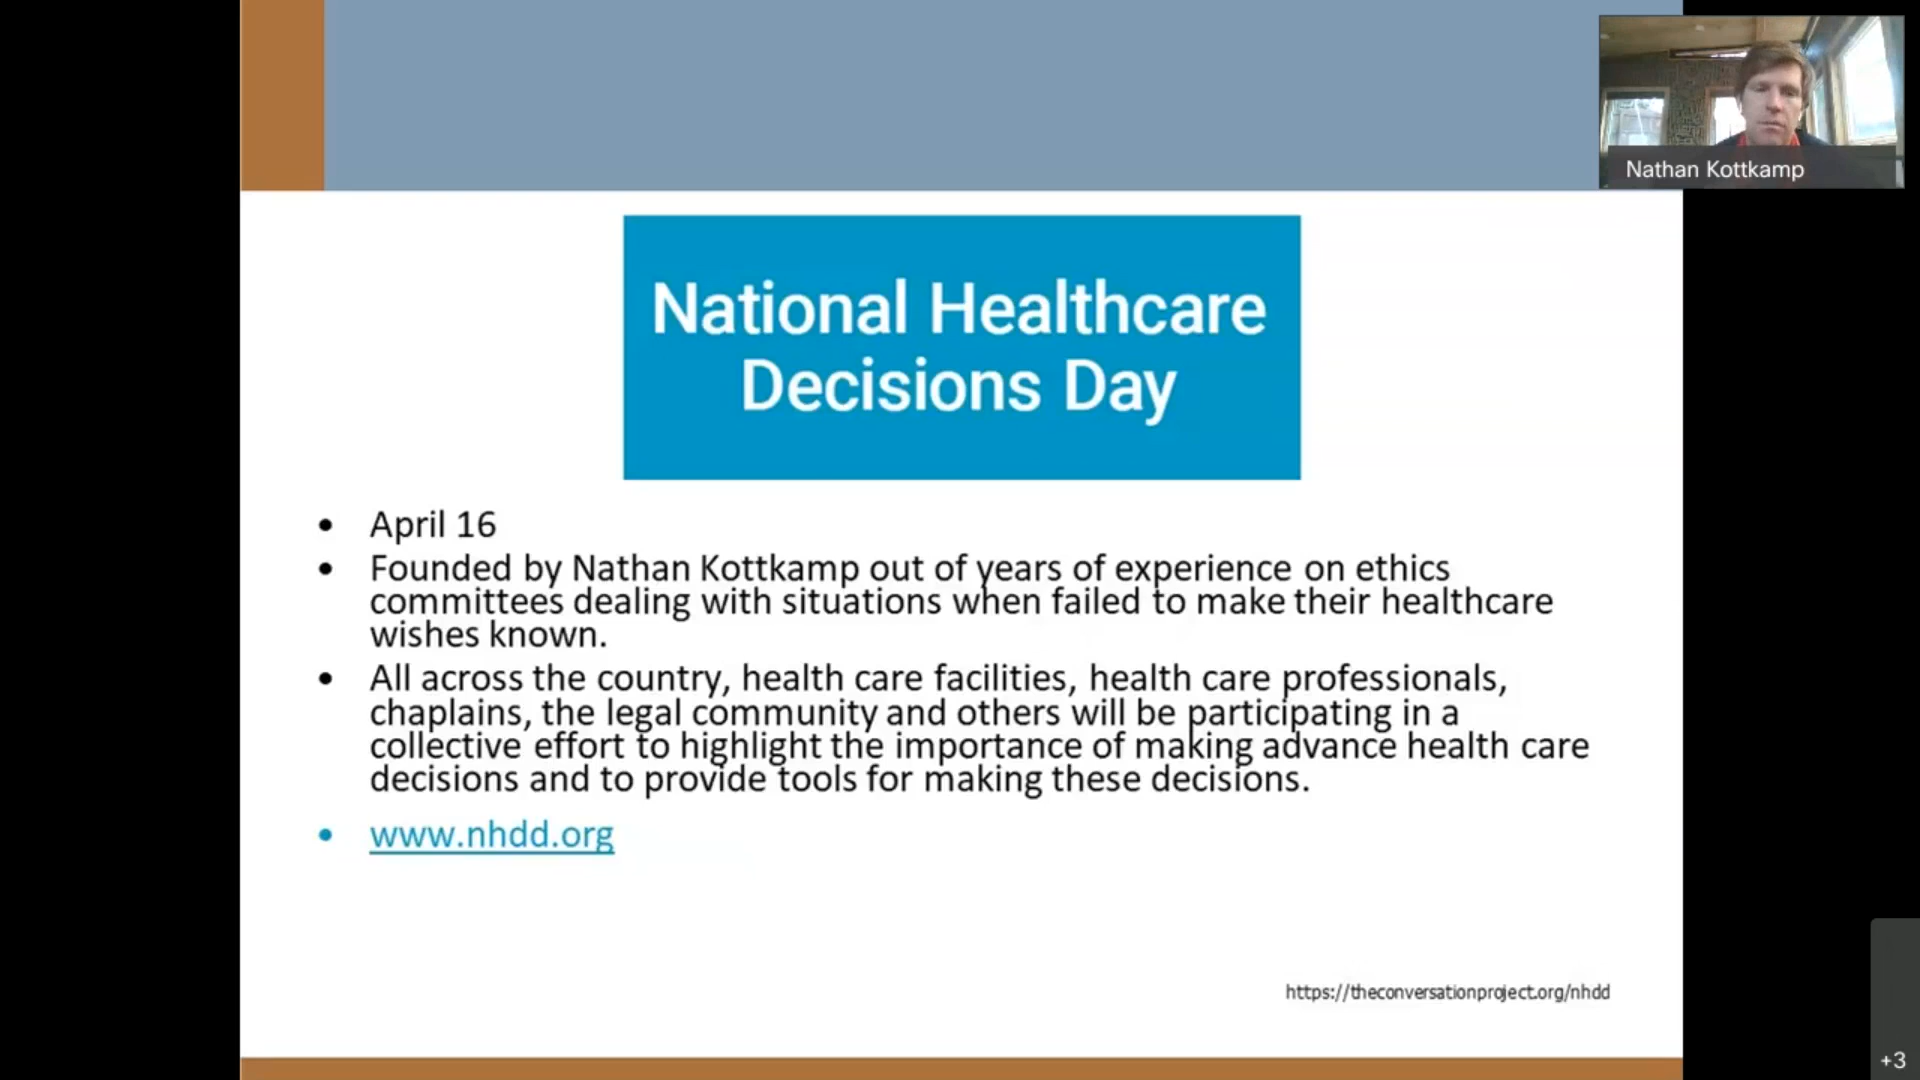 Nathan Kottkamp
National Healthcare
Decisions Day
• April 16
• Founded by Nathan Kottkamp out of years of experience on ethics
committees dealing with situations when failed to make their healthcare
wishes known.
• All across the country, health care facilities, health care professionals,
chaplains, the legal community and others will be participating in a
collective effort to highlight the importance of making advance health care
decisions and to provide tools for making these decisions.
• www.nhdd.org
https://theconversationproject.org/nhdd
+3